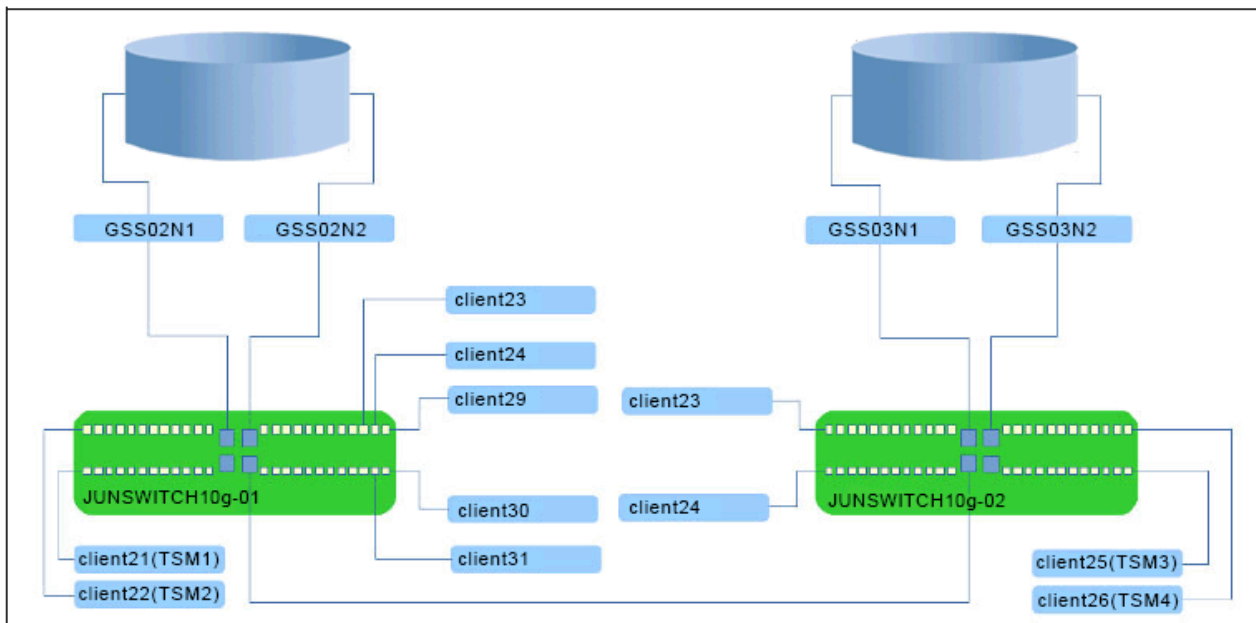 GSS02N1
GSS02N2
GSS03N1
GSS03N2
client23
client24
client29
client23
JUNSWITCH10g-01
client30
client24
JUNSWITCH10g-02
client21(TSM1)
client31
client25(TSM3)
client22(TSM2)
client26(TSM4)